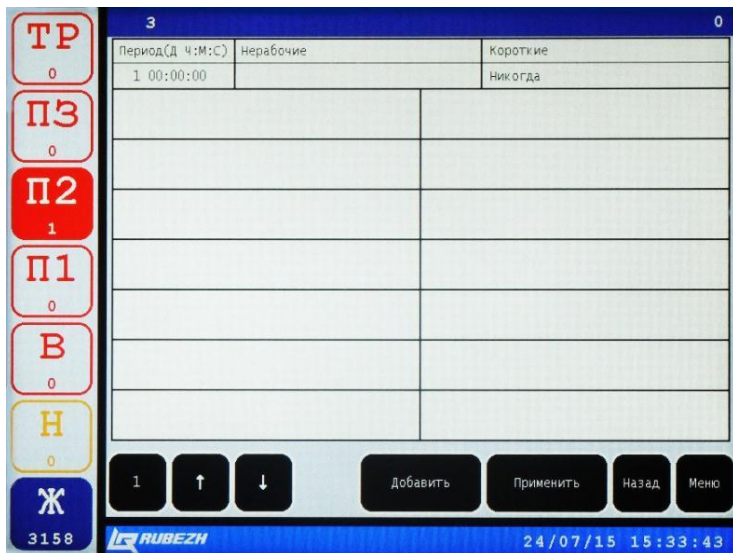 3 0
ТР
0
ПЗ
0
П2
1
П1
0
В
0
Н
0
Ж
3158
Период(Д Ч:М:С) Нерабочие Короткие
1 00:00:00 Никогда
1 ↑ ↓ Добавить Применить Назад Меню
RUBEZH 24/07/15 15:33:43